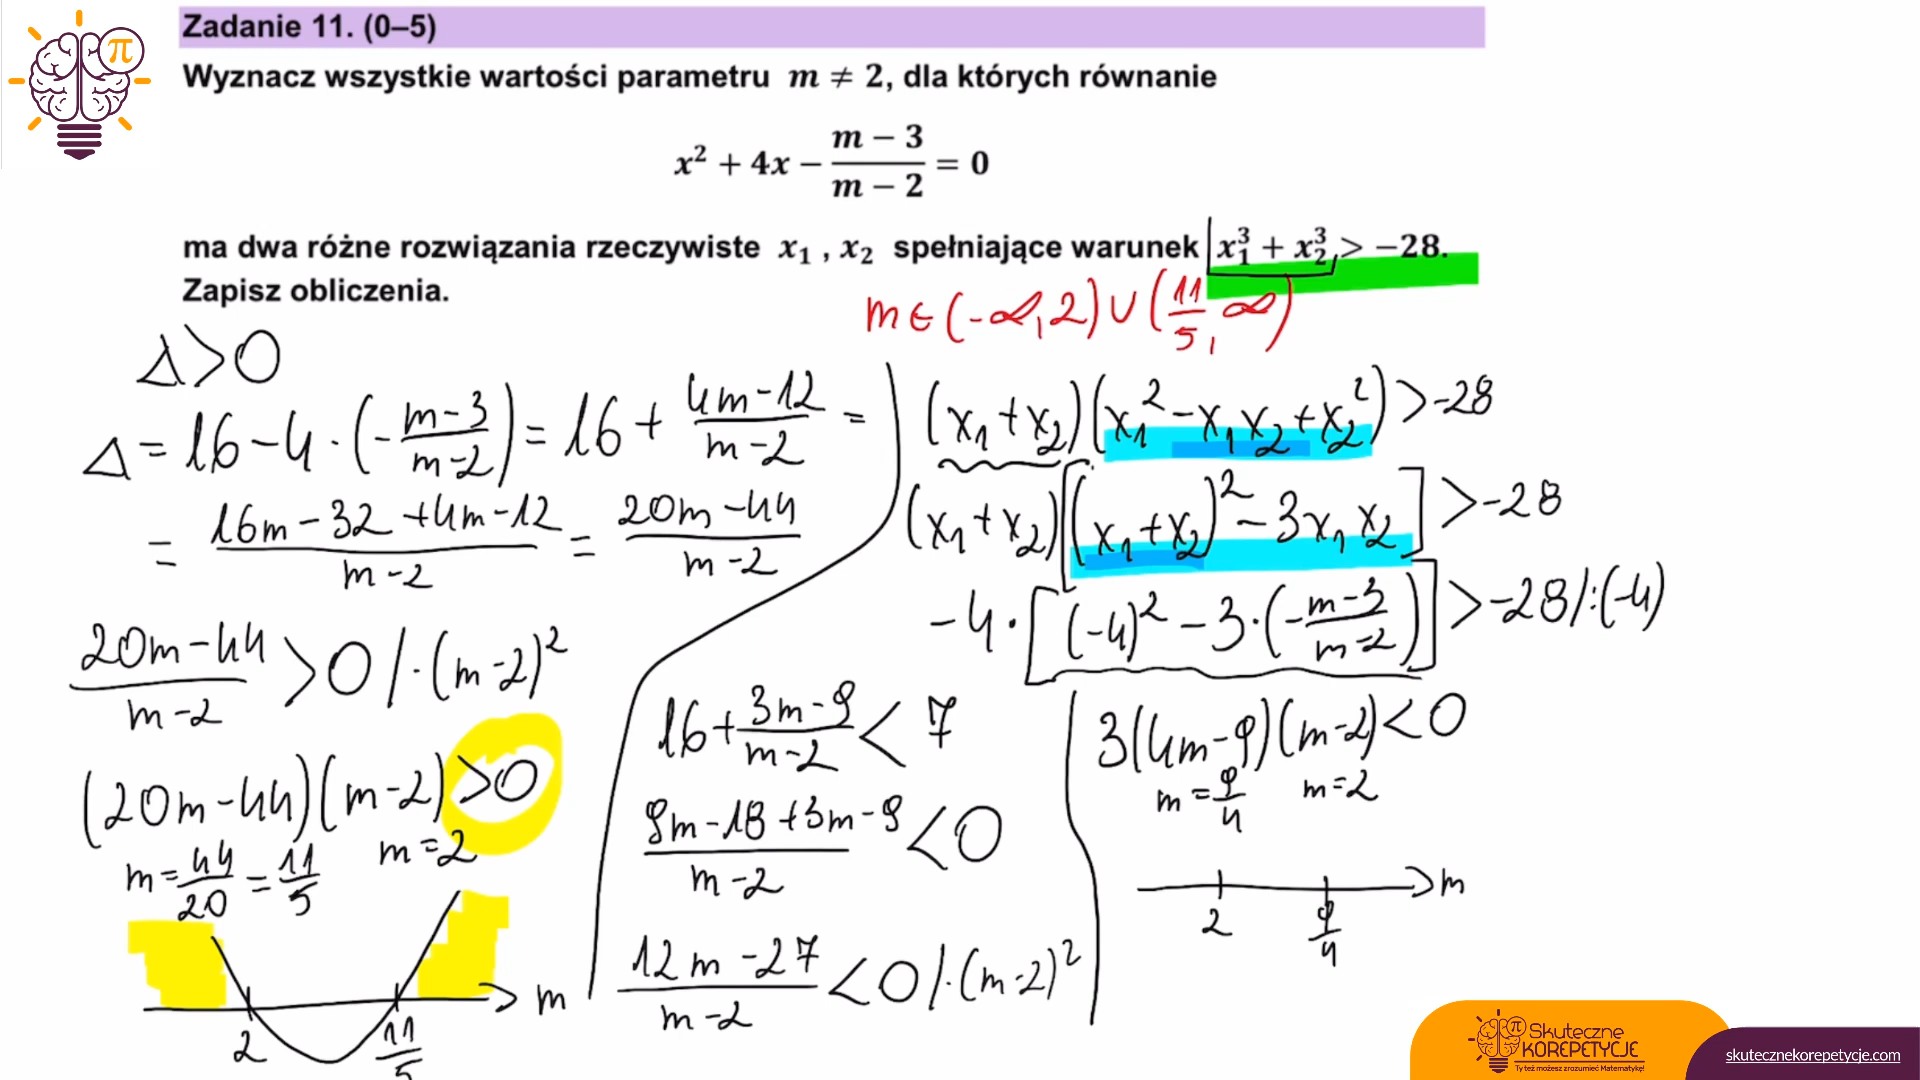 Zadanie 11. (0–5)
Wyznacz wszystkie wartości parametru m ≠ 2, dla których równanie
x² + 4x − (m − 3)/(m − 2) = 0
ma dwa różne rozwiązania rzeczywiste x₁ , x₂ spełniające warunek x₁³ + x₂³ > −28.
Zapisz obliczenia.
m ∈ (-∞, 2) ∪ (11/5, ∞)
Δ > 0
Δ = 16 - 4 · (- (m-3)/(m-2)) = 16 + (4m-12)/(m-2) =
= (16m - 32 + 4m - 12)/(m-2) = (20m - 44)/(m-2)
(20m - 44)/(m-2) > 0 / · (m-2)²
(20m - 44)(m-2) > 0
m = 44/20 = 11/5 m = 2
2 11/5 m
(x₁ + x₂)(x₁² - x₁x₂ + x₂²) > -28
(x₁ + x₂)[(x₁ + x₂)² - 3x₁x₂] > -28
-4 · [(-4)² - 3 · (- (m-3)/(m-2))] > -28 / : (-4)
16 + (3m-9)/(m-2) < 7
(9m - 18 + 3m - 9)/(m-2) < 0
(12m - 27)/(m-2) < 0 / · (m-2)²
3(4m-9)(m-2) < 0
m = 9/4 m = 2
2 9/4 m
π
π
Skuteczne
KOREPETYCJE
Ty też możesz zrozumieć Matematykę!
skutecznekorepetycje.com